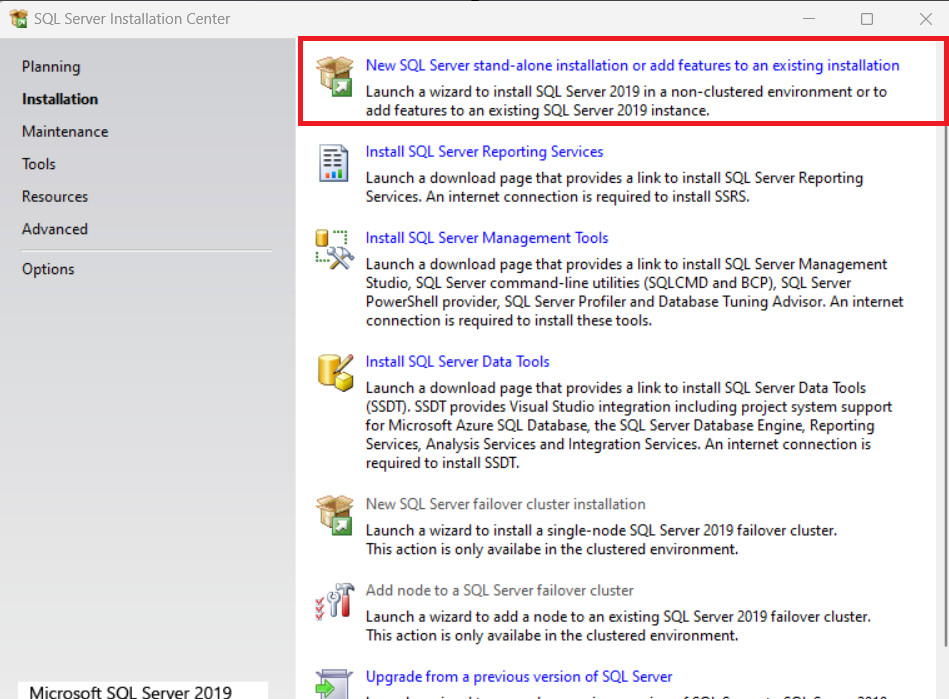 SQL Server Installation Center
Planning
Installation
Maintenance
Tools
Resources
Advanced
Options
Microsoft SQL Server 2019
New SQL Server stand-alone installation or add features to an existing installation
Launch a wizard to install SQL Server 2019 in a non-clustered environment or to
add features to an existing SQL Server 2019 instance.
Install SQL Server Reporting Services
Launch a download page that provides a link to install SQL Server Reporting
Services. An internet connection is required to install SSRS.
Install SQL Server Management Tools
Launch a download page that provides a link to install SQL Server Management
Studio, SQL Server command-line utilities (SQLCMD and BCP), SQL Server
PowerShell provider, SQL Server Profiler and Database Tuning Advisor. An internet
connection is required to install these tools.
Install SQL Server Data Tools
Launch a download page that provides a link to install SQL Server Data Tools
(SSDT). SSDT provides Visual Studio integration including project system support
for Microsoft Azure SQL Database, the SQL Server Database Engine, Reporting
Services, Analysis Services and Integration Services. An internet connection is
required to install SSDT.
New SQL Server failover cluster installation
Launch a wizard to install a single-node SQL Server 2019 failover cluster.
This action is only availabe in the clustered environment.
Add node to a SQL Server failover cluster
Launch a wizard to add a node to an existing SQL Server 2019 failover cluster.
This action is only availabe in the clustered environment.
Upgrade from a previous version of SQL Server